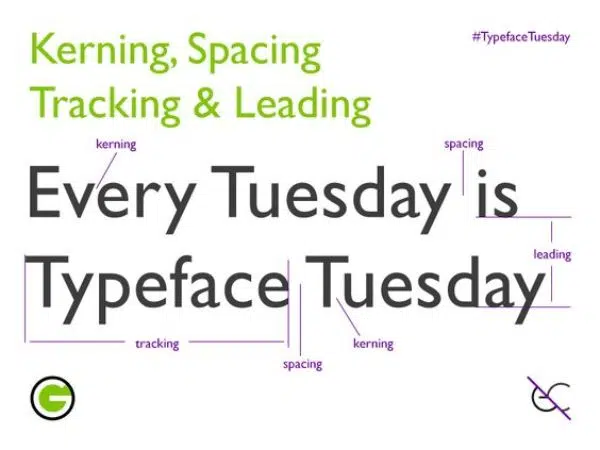 Kerning, Spacing
Tracking & Leading
#TypefaceTuesday
kerning
spacing
Every Tuesday is
leading
Typeface Tuesday
tracking
spacing
kerning
G